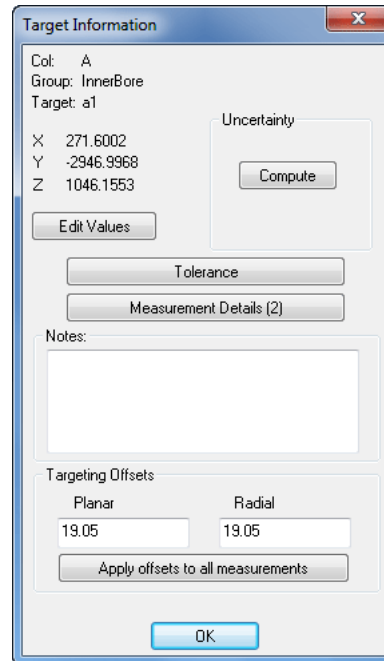 Target Information
Col: A
Group: InnerBore
Target: a1
Uncertainty
X 271.6002
Y -2946.9968
Z 1046.1553
Compute
Edit Values
Tolerance
Measurement Details (2)
Notes:
Targeting Offsets
Planar Radial
19.05 19.05
Apply offsets to all measurements
OK